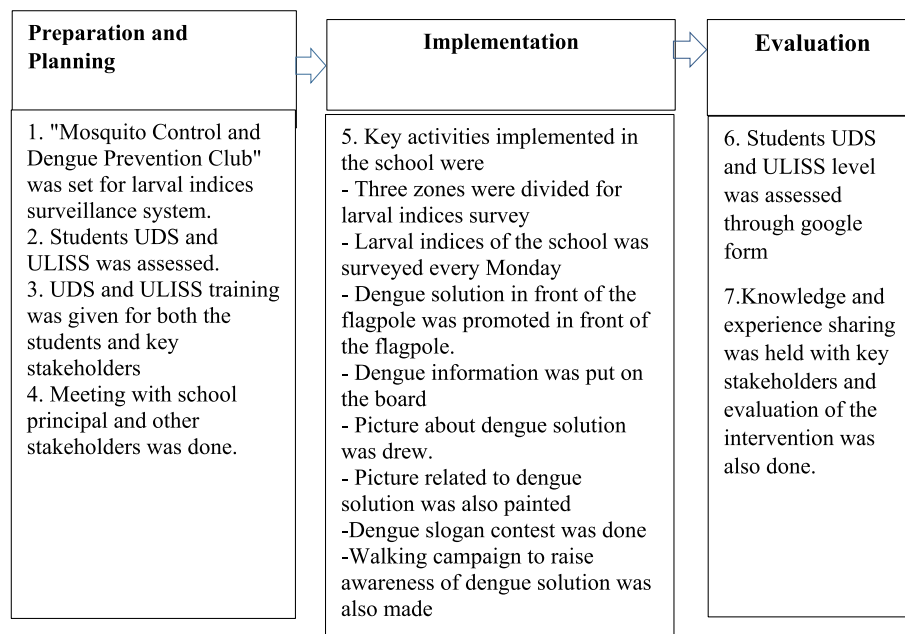 Preparation and
Planning
1. "Mosquito Control and
Dengue Prevention Club"
was set for larval indices
surveillance system.
2. Students UDS and
ULISS was assessed.
3. UDS and ULISS training
was given for both the
students and key
stakeholders
4. Meeting with school
principal and other
stakeholders was done.
Implementation
5. Key activities implemented in
the school were
- Three zones were divided for
larval indices survey
- Larval indices of the school was
surveyed every Monday
- Dengue solution in front of the
flagpole was promoted in front of
the flagpole.
- Dengue information was put on
the board
- Picture about dengue solution
was drew.
- Picture related to dengue
solution was also painted
-Dengue slogan contest was done
-Walking campaign to raise
awareness of dengue solution was
also made
Evaluation
6. Students UDS
and ULISS level
was assessed
through google
form
7.Knowledge and
experience sharing
was held with key
stakeholders and
evaluation of the
intervention was
also done.